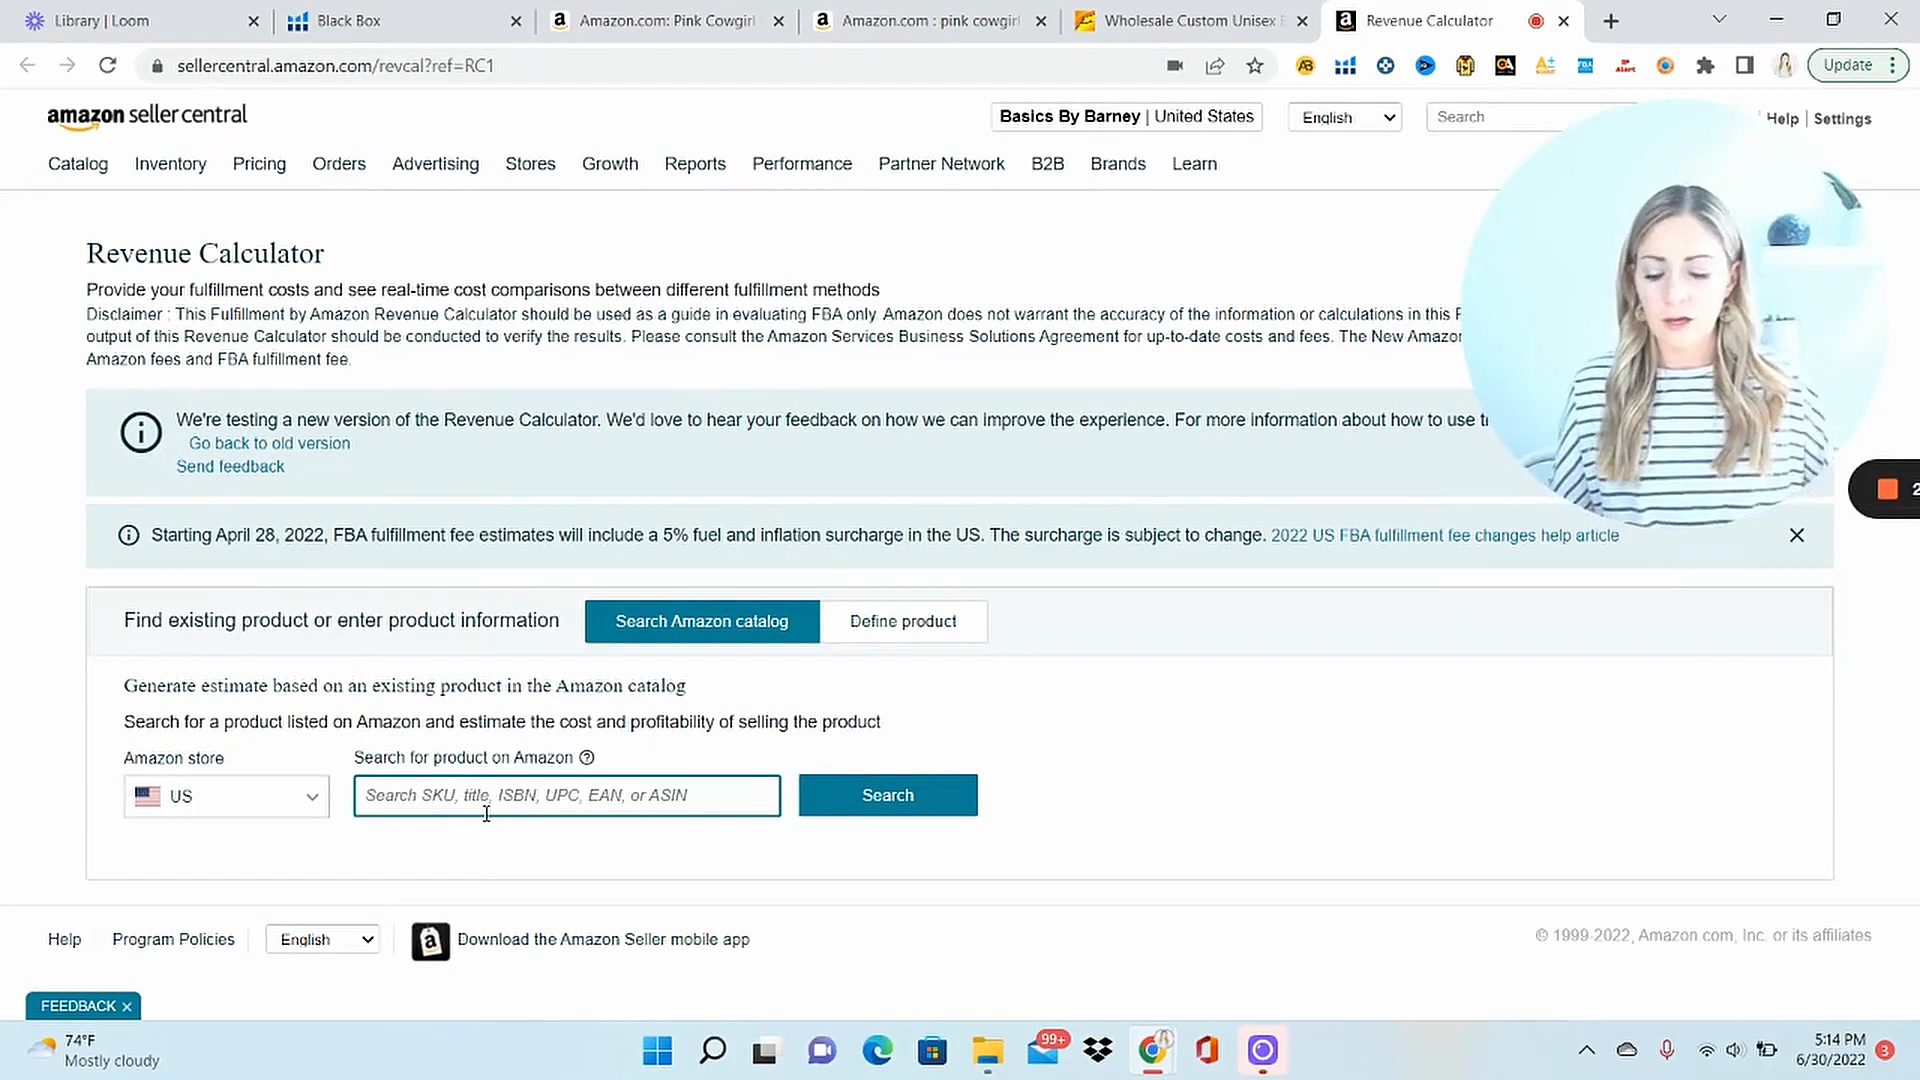 Library | Loom
Black Box
Amazon.com: Pink Cowgirl
Amazon.com : pink cowgirl
Wholesale Custom Unisex
Revenue Calculator
sellercentral.amazon.com/revcal?ref=RC1
Update
amazon seller central
Basics By Barney | United States
English
Search
Help | Settings
Catalog Inventory Pricing Orders Advertising Stores Growth Reports Performance Partner Network B2B Brands Learn
Revenue Calculator
Provide your fulfillment costs and see real-time cost comparisons between different fulfillment methods
Disclaimer : This Fulfillment by Amazon Revenue Calculator should be used as a guide in evaluating FBA only. Amazon does not warrant the accuracy of the information or calculations in this
output of this Revenue Calculator should be conducted to verify the results. Please consult the Amazon Services Business Solutions Agreement for up-to-date costs and fees. The New Amazon
Amazon fees and FBA fulfillment fee.
We're testing a new version of the Revenue Calculator. We'd love to hear your feedback on how we can improve the experience. For more information about how to use
Go back to old version
Send feedback
Starting April 28, 2022, FBA fulfillment fee estimates will include a 5% fuel and inflation surcharge in the US. The surcharge is subject to change. 2022 US FBA fulfillment fee changes help article
Find existing product or enter product information
Search Amazon catalog
Define product
Generate estimate based on an existing product in the Amazon catalog
Search for a product listed on Amazon and estimate the cost and profitability of selling the product
Amazon store
Search for product on Amazon
US
Search SKU, title, ISBN, UPC, EAN, or ASIN
Search
Help
Program Policies
English
Download the Amazon Seller mobile app
© 1999-2022, Amazon.com, Inc. or its affiliates
FEEDBACK
74°F
Mostly cloudy
99+
5:14 PM
6/30/2022
3